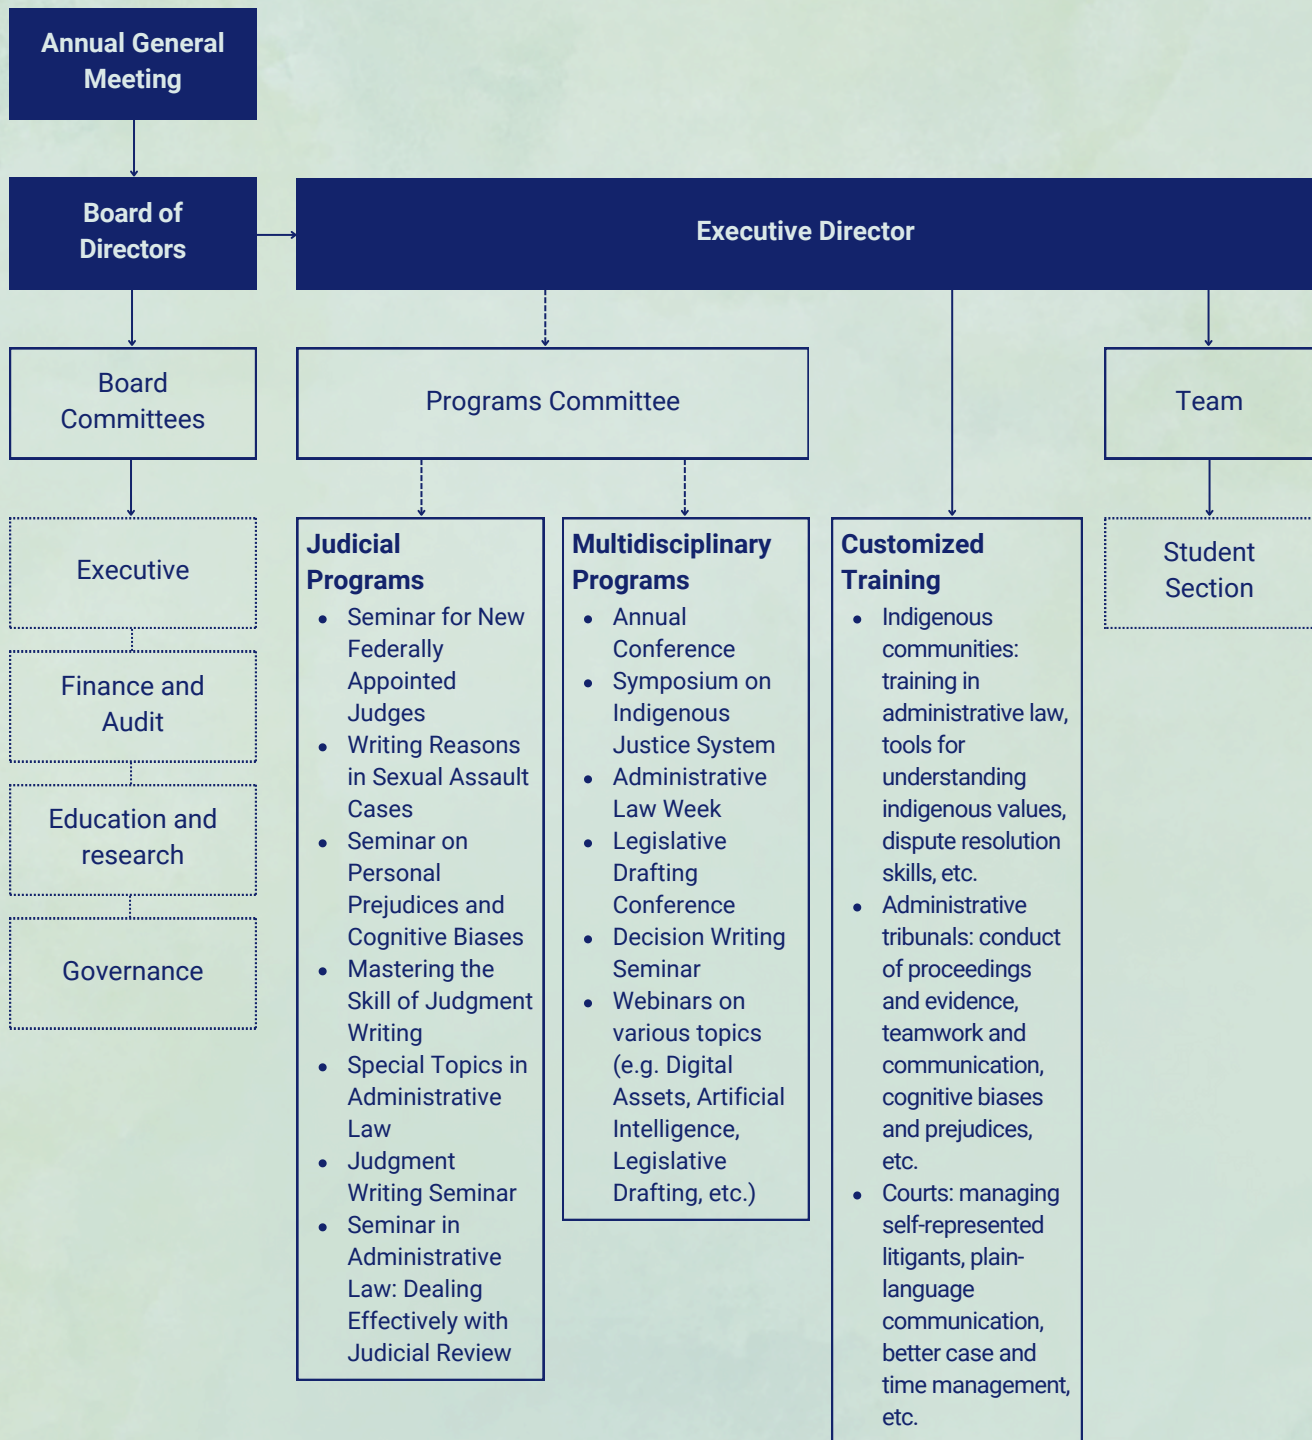 Annual General
Meeting
Board of
Directors
Executive Director
Board
Committees
Programs Committee
Team
Executive
Finance and
Audit
Education and
research
Governance
Judicial
Programs
• Seminar for New
Federally
Appointed
Judges
• Writing Reasons
in Sexual Assault
Cases
• Seminar on
Personal
Prejudices and
Cognitive Biases
• Mastering the
Skill of Judgment
Writing
• Special Topics in
Administrative
Law
• Judgment
Writing Seminar
• Seminar in
Administrative
Law: Dealing
Effectively with
Judicial Review
Multidisciplinary
Programs
• Annual
Conference
• Symposium on
Indigenous
Justice System
• Administrative
Law Week
• Legislative
Drafting
Conference
• Decision Writing
Seminar
• Webinars on
various topics
(e.g. Digital
Assets, Artificial
Intelligence,
Legislative
Drafting, etc.)
Customized
Training
• Indigenous
communities:
training in
administrative law,
tools for
understanding
indigenous values,
dispute resolution
skills, etc.
• Administrative
tribunals: conduct
of proceedings
and evidence,
teamwork and
communication,
cognitive biases
and prejudices,
etc.
• Courts: managing
self-represented
litigants, plain-
language
communication,
better case and
time management,
etc.
Student
Section